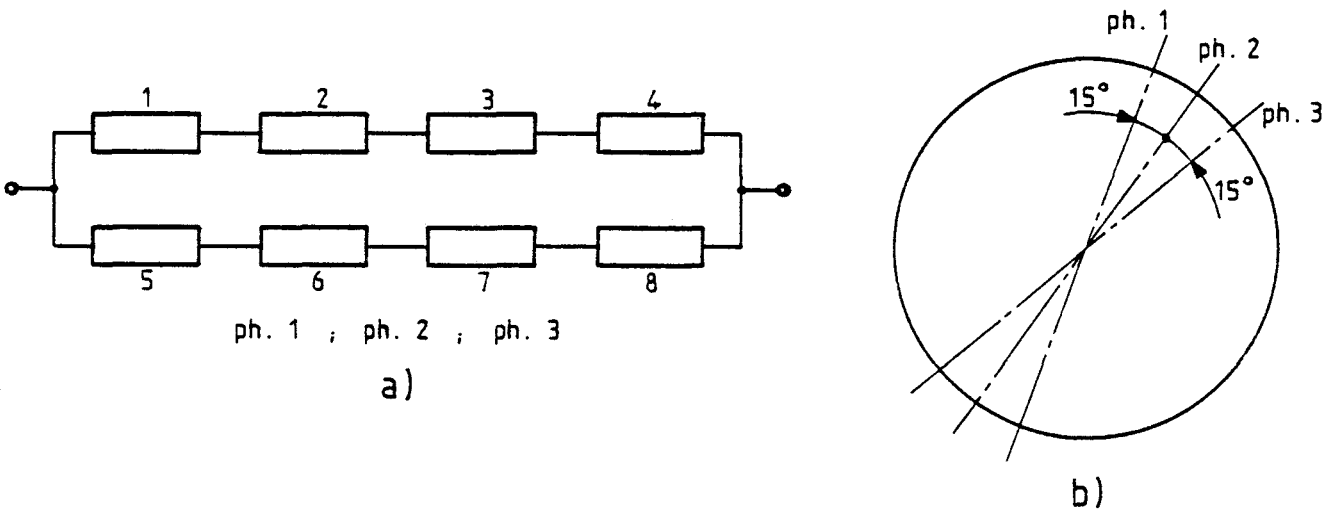 1 2 3 4
5 6 7 8
ph. 1 ; ph. 2 ; ph. 3
a)
ph. 1
ph. 2
ph. 3
15°
15°
b)